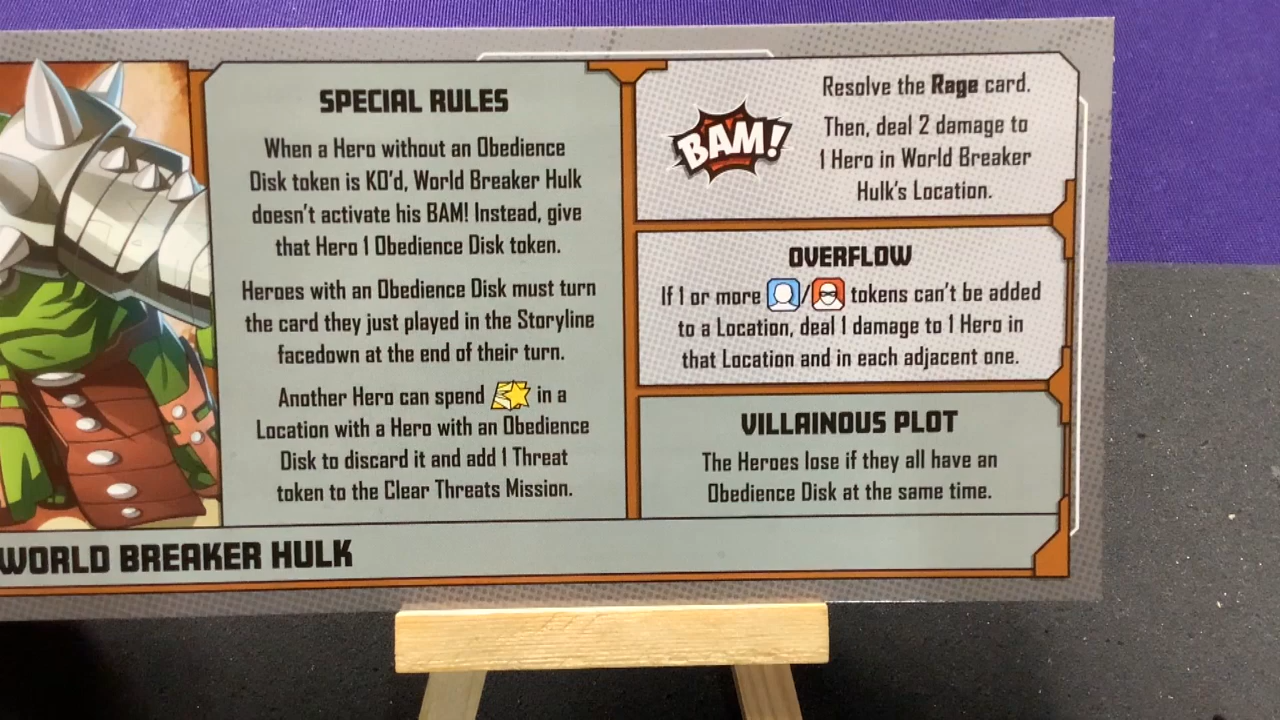 SPECIAL RULES
When a Hero without an Obedience
Disk token is KO'd, World Breaker Hulk
doesn't activate his BAM! Instead, give
that Hero 1 Obedience Disk token.
Heroes with an Obedience Disk must turn
the card they just played in the Storyline
facedown at the end of their turn.
Another Hero can spend in a
Location with a Hero with an Obedience
Disk to discard it and add 1 Threat
token to the Clear Threats Mission.
BAM!
Resolve the Rage card.
Then, deal 2 damage to
1 Hero in World Breaker
Hulk's Location.
OVERFLOW
If 1 or more / tokens can't be added
to a Location, deal 1 damage to 1 Hero in
that Location and in each adjacent one.
VILLAINOUS PLOT
The Heroes lose if they all have an
Obedience Disk at the same time.
WORLD BREAKER HULK